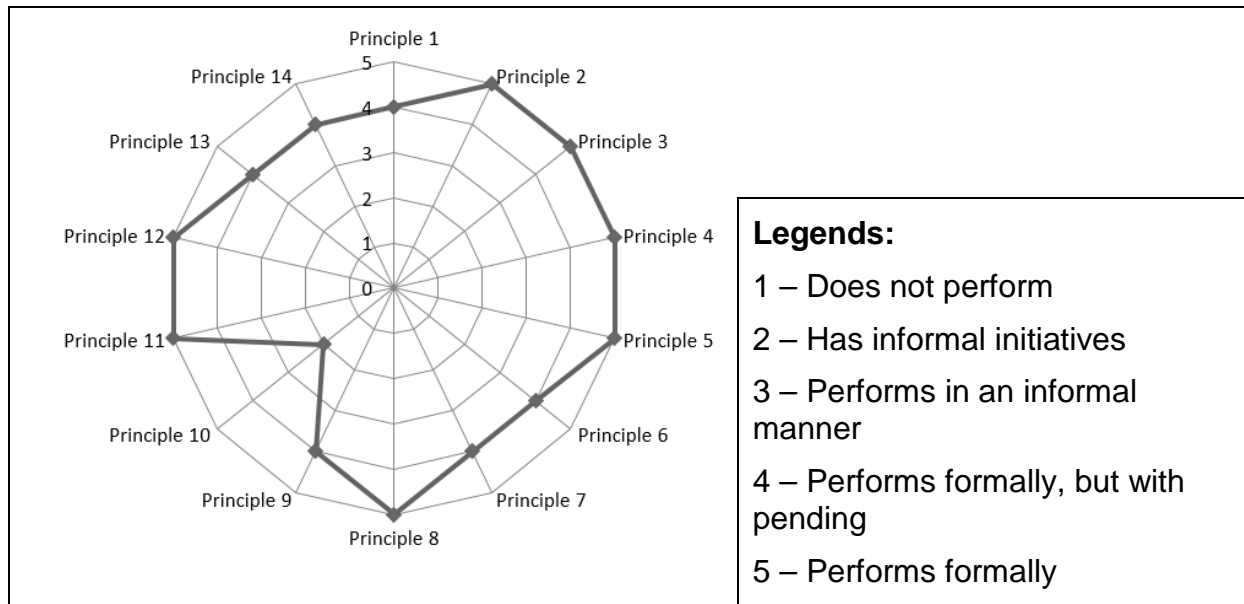 Principle 1
Principle 2
Principle 3
Principle 4
Principle 5
Principle 6
Principle 7
Principle 8
Principle 9
Principle 10
Principle 11
Principle 12
Principle 13
Principle 14
5
4
3
2
1
0
Legends:
1 – Does not perform
2 – Has informal initiatives
3 – Performs in an informal
manner
4 – Performs formally, but with
pending
5 – Performs formally